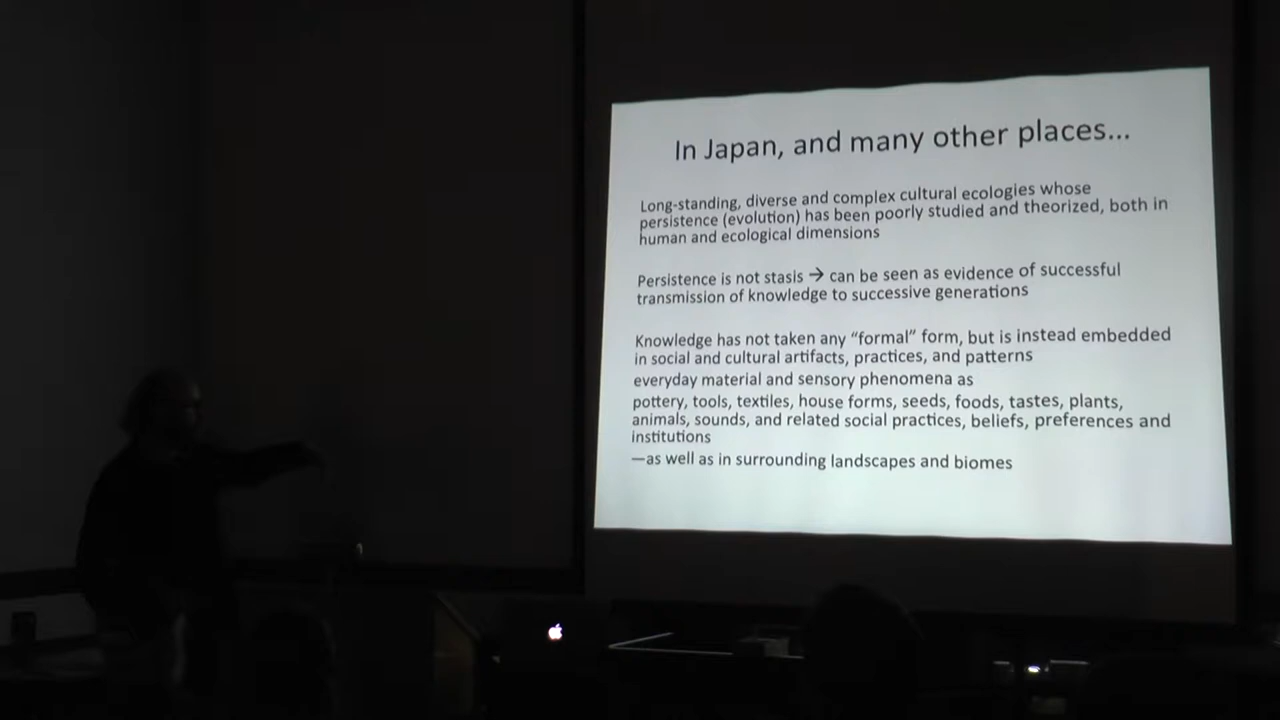 In Japan, and many other places...
Long-standing, diverse and complex cultural ecologies whose
persistence (evolution) has been poorly studied and theorized, both in
human and ecological dimensions
Persistence is not stasis → can be seen as evidence of successful
transmission of knowledge to successive generations
Knowledge has not taken any “formal” form, but is instead embedded
in social and cultural artifacts, practices, and patterns
everyday material and sensory phenomena as
pottery, tools, textiles, house forms, seeds, foods, tastes, plants,
animals, sounds, and related social practices, beliefs, preferences and
institutions
—as well as in surrounding landscapes and biomes